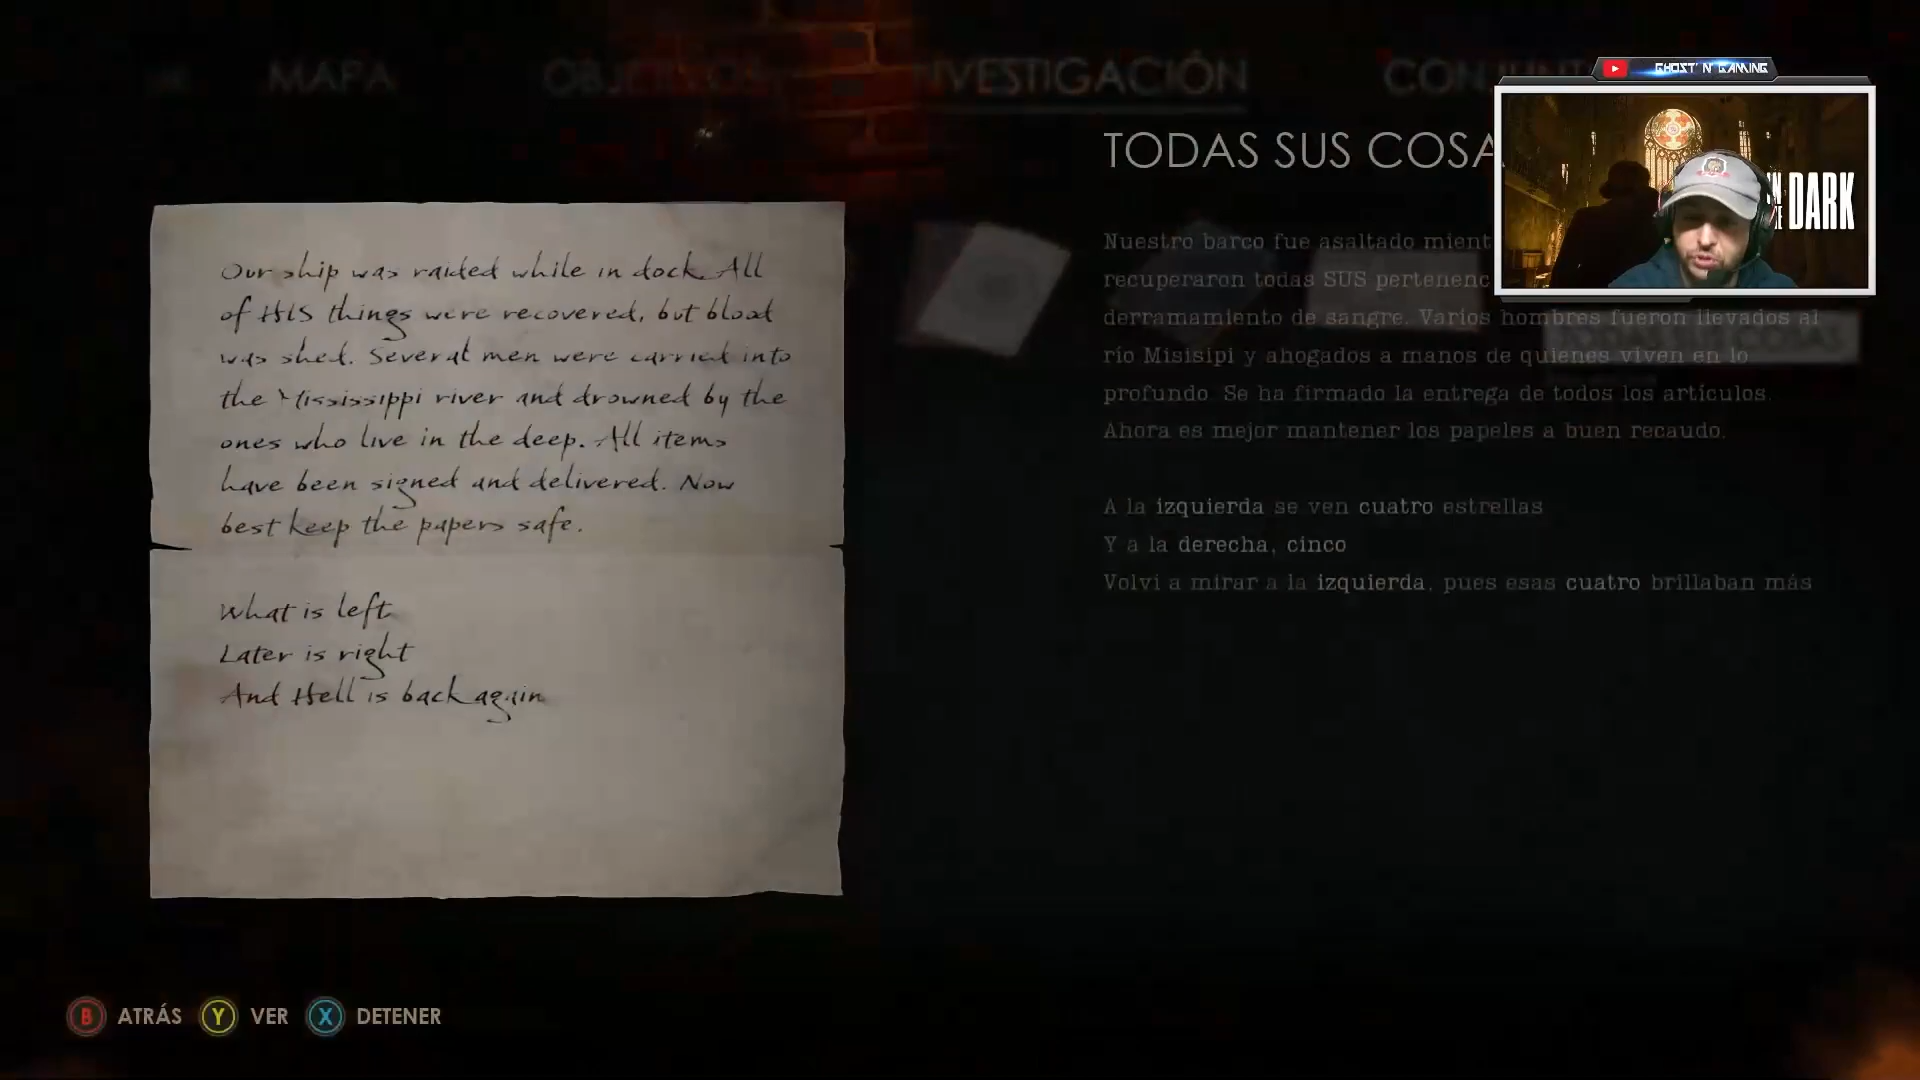 MAPA
OBJETIVOS
INVESTIGACIÓN
GHOST' N' GAMING
DARK
TODAS SUS COSA
Our ship was raided while in dock. All
of HIS things were recovered, but blood
was shed. Several men were carried into
the Mississippi river and drowned by the
ones who live in the deep. All items
have been signed and delivered. Now
best keep the papers safe.
What is left
Later is right
And Hell is back again
Nuestro barco fue asaltado mient
recuperaron todas SUS pertenenc
derramamiento de sangre. Varios hombres fueron llevados al
río Misisipi y ahogados a manos de quienes viven en lo
profundo. Se ha firmado la entrega de todos los artículos.
Ahora es mejor mantener los papeles a buen recaudo.
A la izquierda se ven cuatro estrellas
Y a la derecha, cinco
Volví a mirar a la izquierda, pues esas cuatro brillaban más
B ATRÁS Y VER X DETENER